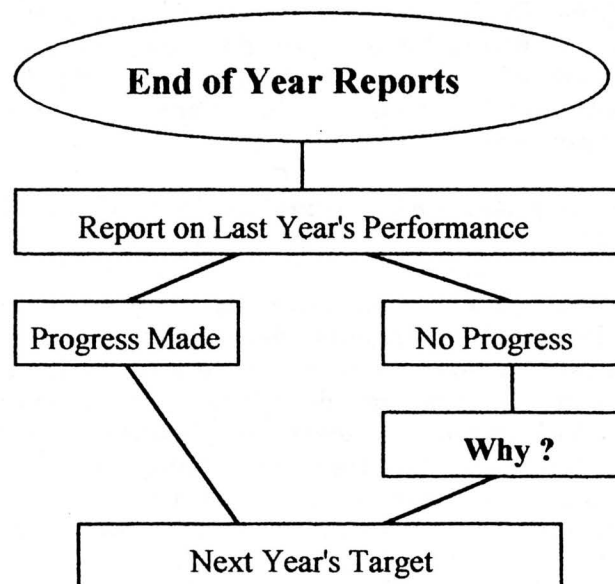 End of Year Reports
Report on Last Year's Performance
Progress Made
No Progress
Why ?
Next Year's Target